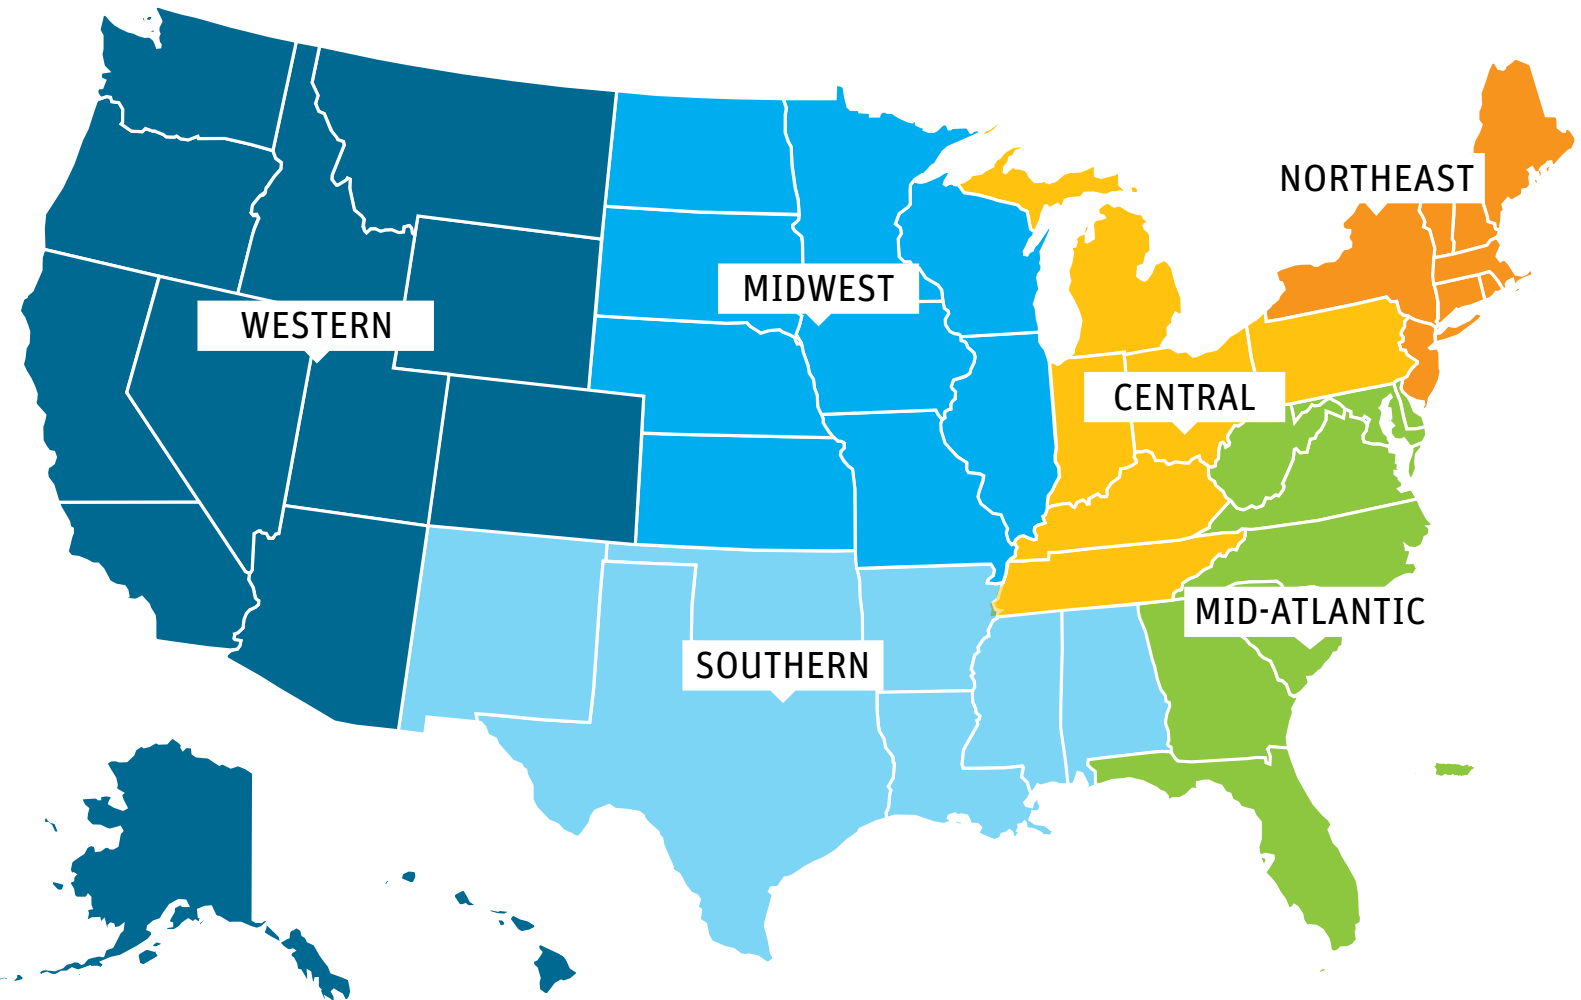 NORTHEAST
MIDWEST
WESTERN
CENTRAL
MID-ATLANTIC
SOUTHERN